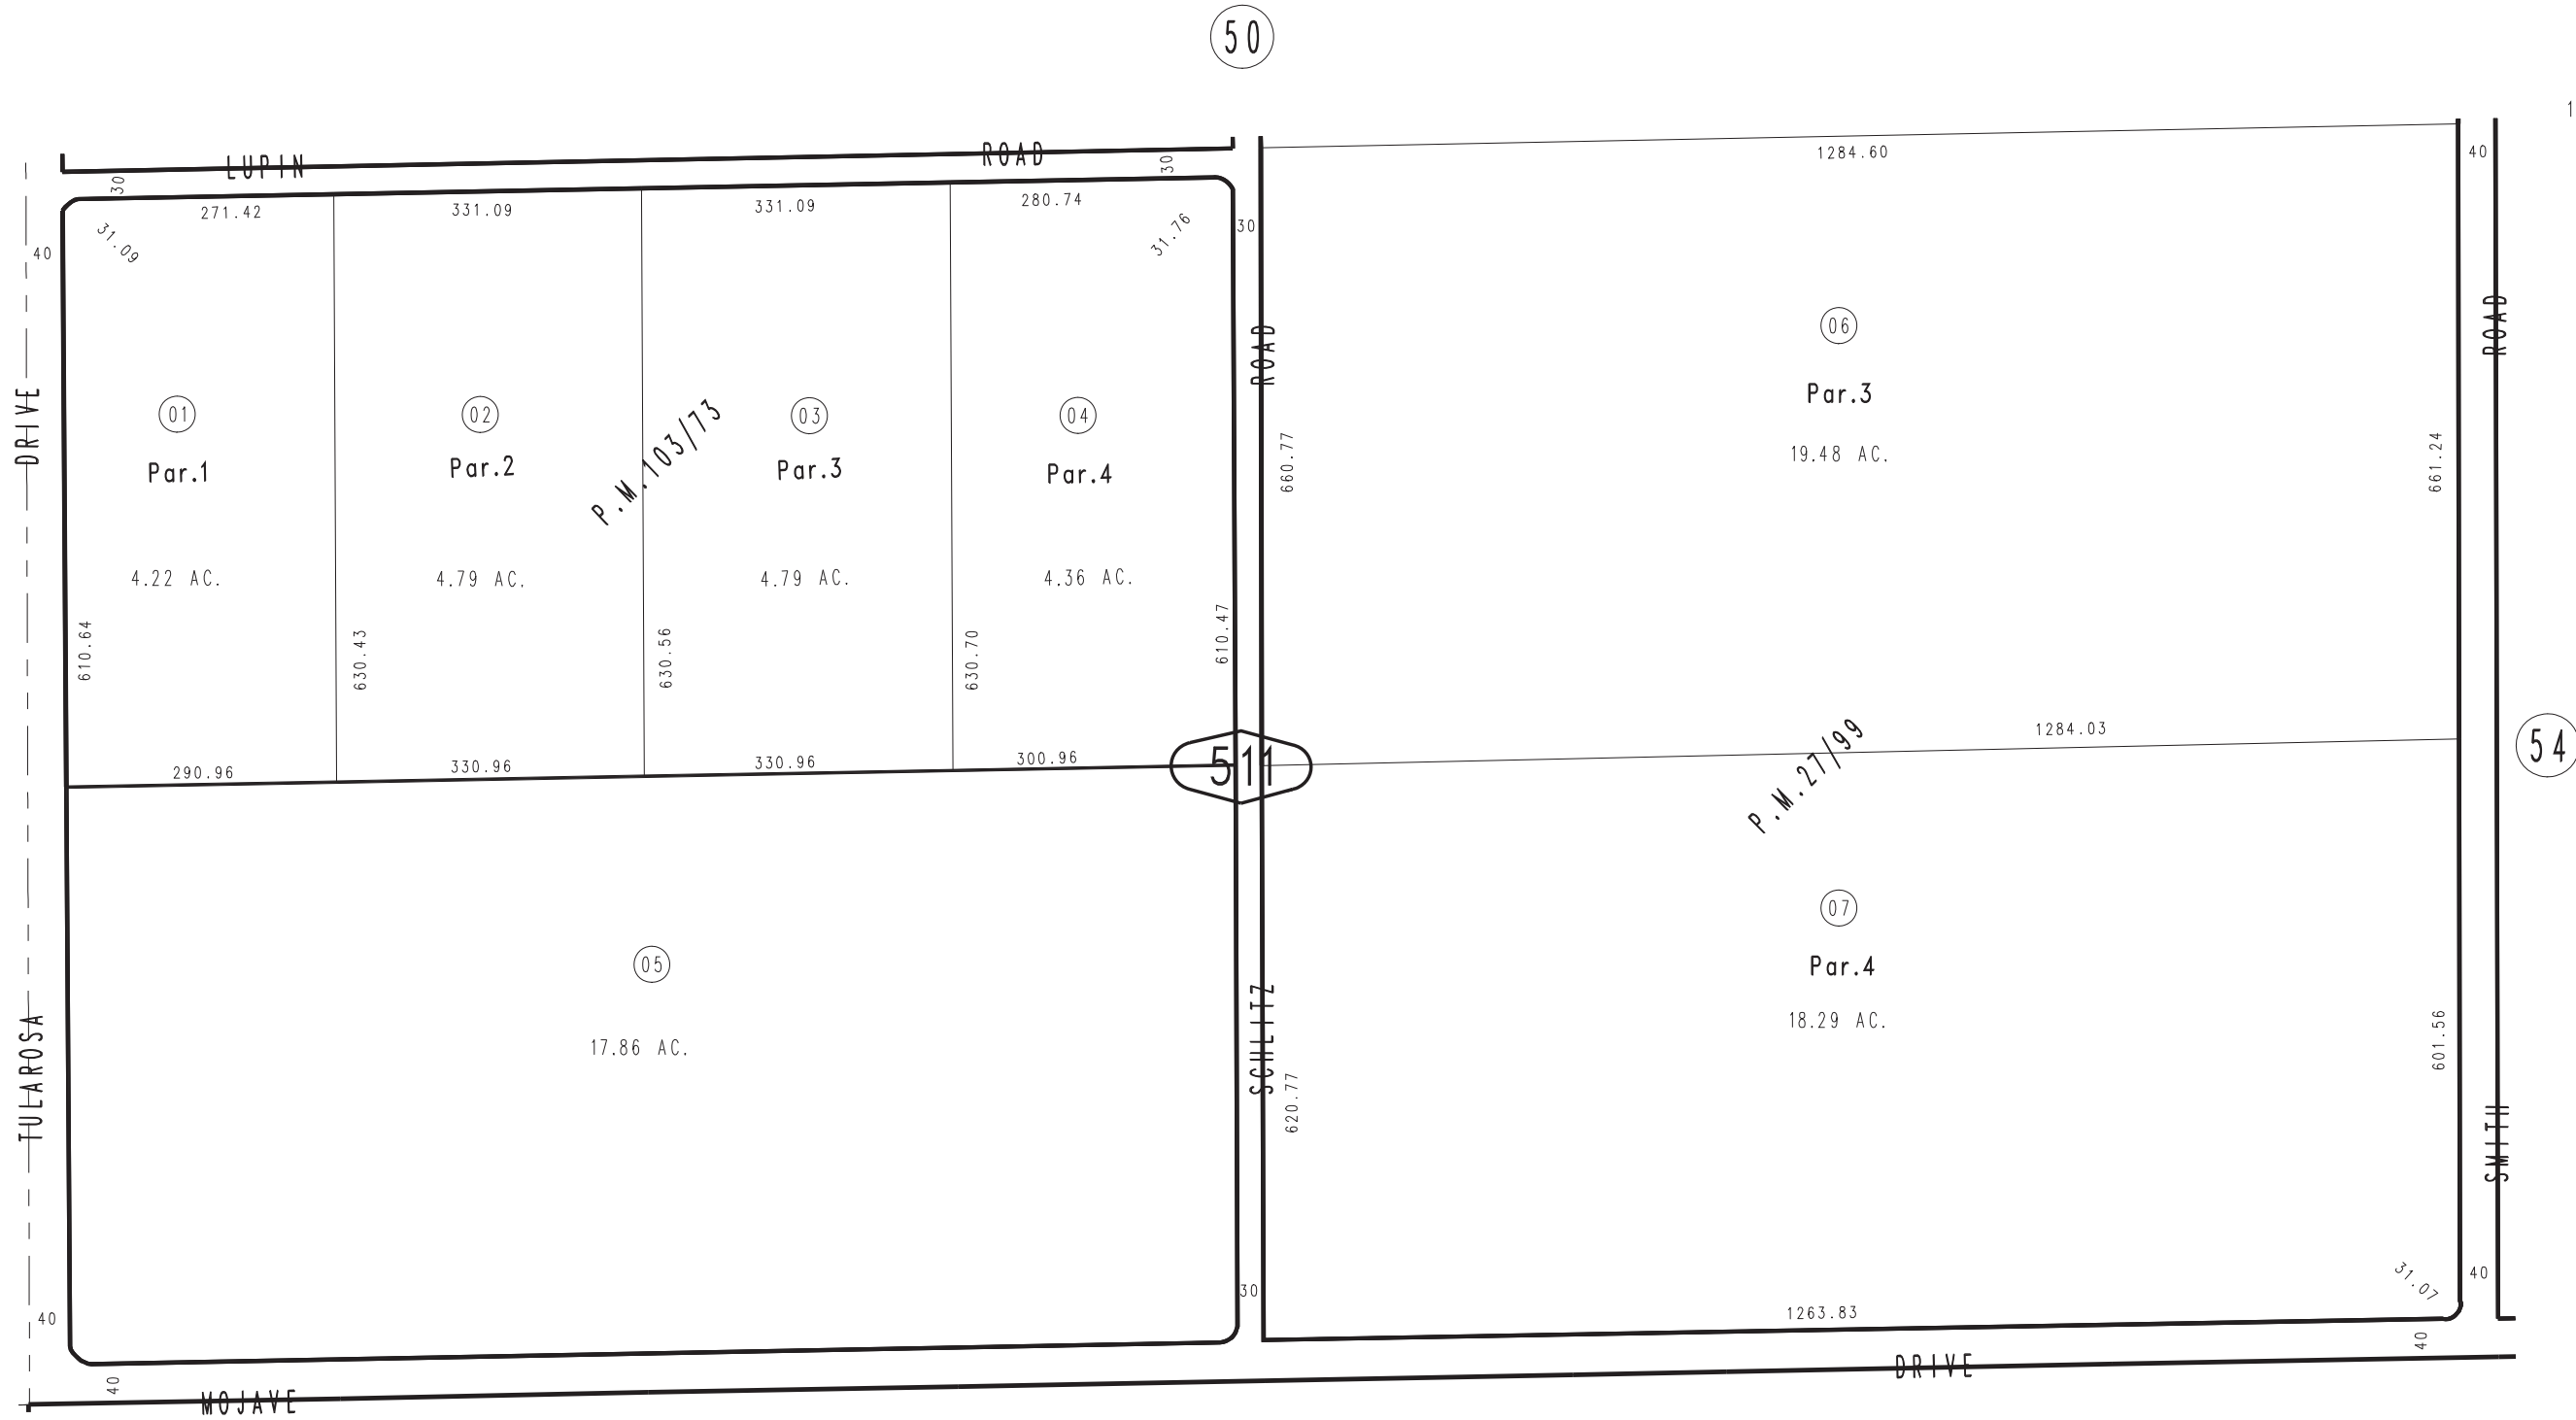 50
1
LUPIN ROAD
30
30
1284.60
40
271.42
331.09
331.09
280.74
31.09
31.76
40
30
DRIVE
ROAD
ROAD
06
Par.3
19.48 AC.
01
02
03
04
P.M.103/73
Par.1
Par.2
Par.3
Par.4
660.77
661.24
4.22 AC.
4.79 AC.
4.79 AC.
4.36 AC.
610.64
630.43
630.56
630.70
610.47
290.96
330.96
330.96
300.96
511
1284.03
54
P.M.27/99
07
Par.4
18.29 AC.
05
17.86 AC.
TULAROSA
SCHLITZ
620.77
601.56
SMITH
40
30
31.07
40
1263.83
40
40
MOJAVE DRIVE